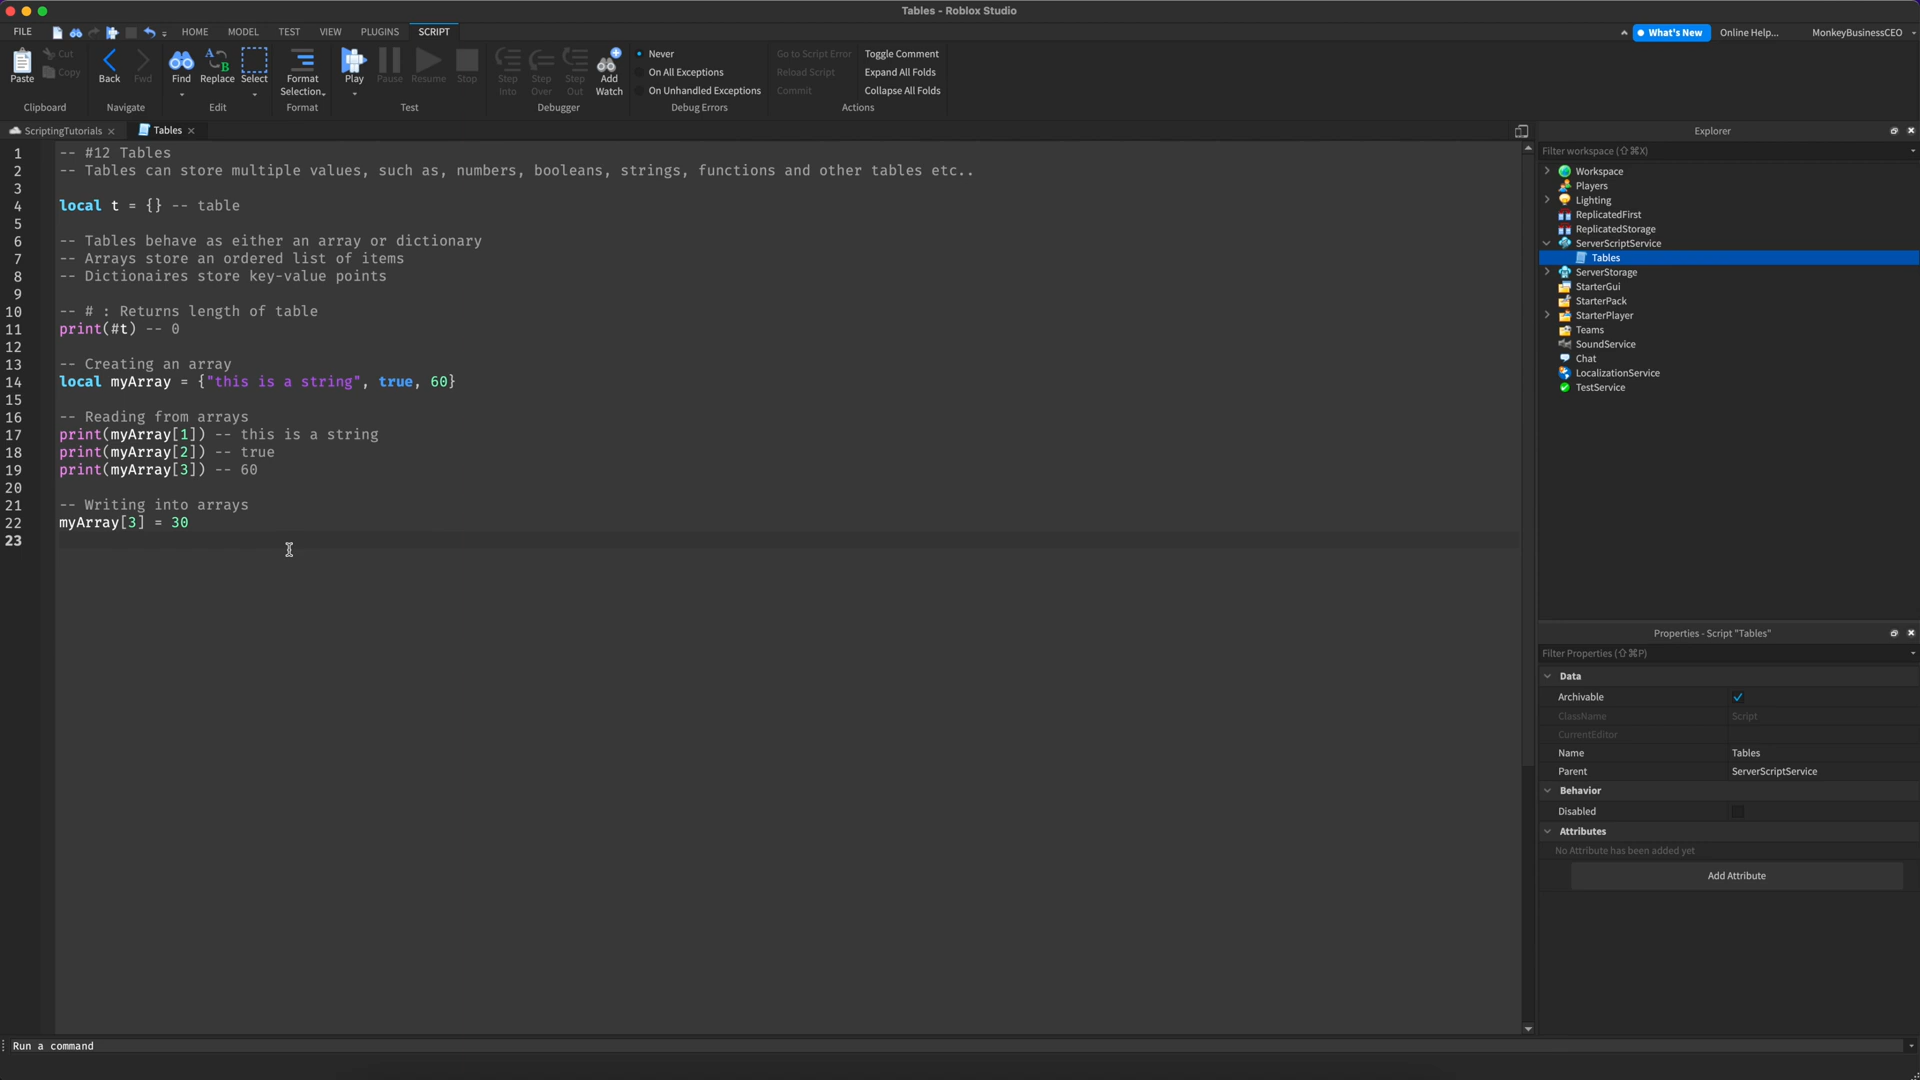 Tables - Roblox Studio
FILE HOME MODEL TEST VIEW PLUGINS SCRIPT What's New Online Help... MonkeyBusinessCEO
Paste Cut Copy Back Fwd Find Replace Select Format Selection Play Pause Resume Stop Step Into Step Over Step Out Add Watch
Never
On All Exceptions
On Unhandled Exceptions
Go to Script Error
Reload Script
Commit
Toggle Comment
Expand All Folds
Collapse All Folds
Clipboard Navigate Edit Format Test Debugger Debug Errors Actions
ScriptingTutorials Tables
1 -- #12 Tables
2 -- Tables can store multiple values, such as, numbers, booleans, strings, functions and other tables etc..
3
4 local t = {} -- table
5
6 -- Tables behave as either an array or dictionary
7 -- Arrays store an ordered list of items
8 -- Dictionaires store key-value points
9
10 -- # : Returns length of table
11 print(#t) -- 0
12
13 -- Creating an array
14 local myArray = {"this is a string", true, 60}
15
16 -- Reading from arrays
17 print(myArray[1]) -- this is a string
18 print(myArray[2]) -- true
19 print(myArray[3]) -- 60
20
21 -- Writing into arrays
22 myArray[3] = 30
23
Explorer
Filter workspace (⇧⌘X)
Workspace
Players
Lighting
ReplicatedFirst
ReplicatedStorage
ServerScriptService
Tables
ServerStorage
StarterGui
StarterPack
StarterPlayer
Teams
SoundService
Chat
LocalizationService
TestService
Properties - Script "Tables"
Filter Properties (⇧⌘P)
Data
Archivable
ClassName Script
CurrentEditor
Name Tables
Parent ServerScriptService
Behavior
Disabled
Attributes
No Attribute has been added yet
Add Attribute
Run a command